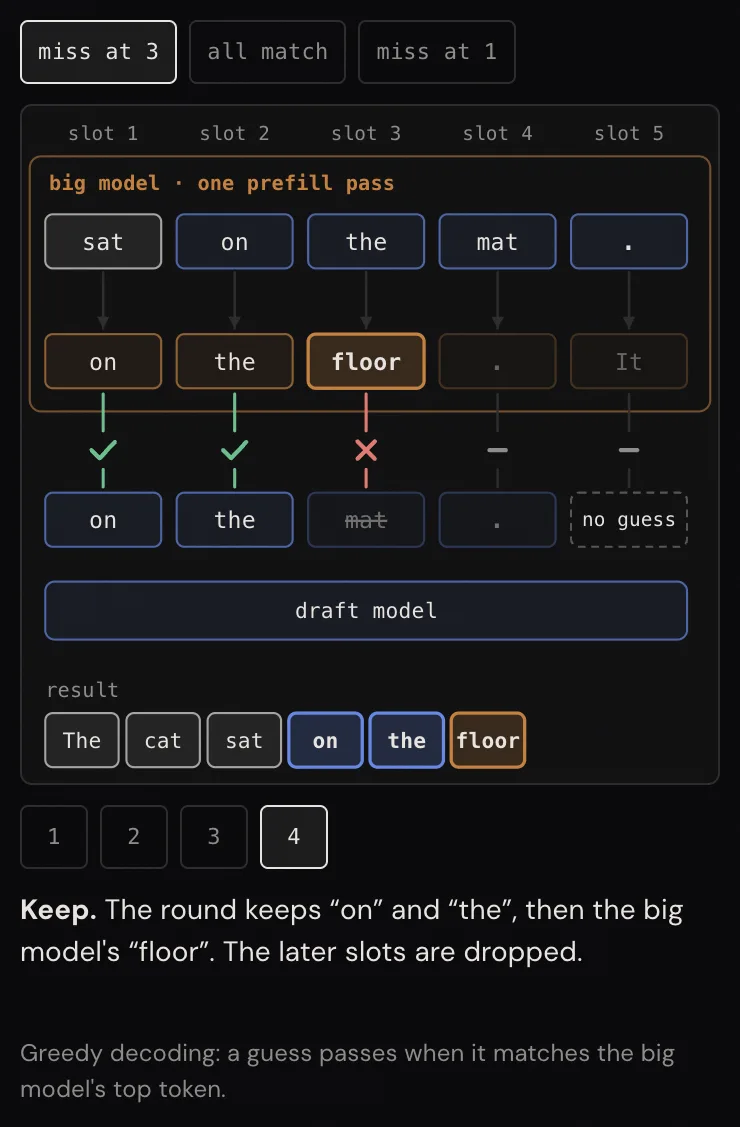 miss at 3 all match miss at 1
slot 1 slot 2 slot 3 slot 4 slot 5
big model · one prefill pass
sat on the mat .
on the floor . It
on the mat . no guess
draft model
result
The cat sat on the floor
1 2 3 4
Keep. The round keeps “on” and “the”, then the big
model's “floor”. The later slots are dropped.
Greedy decoding: a guess passes when it matches the big
model's top token.